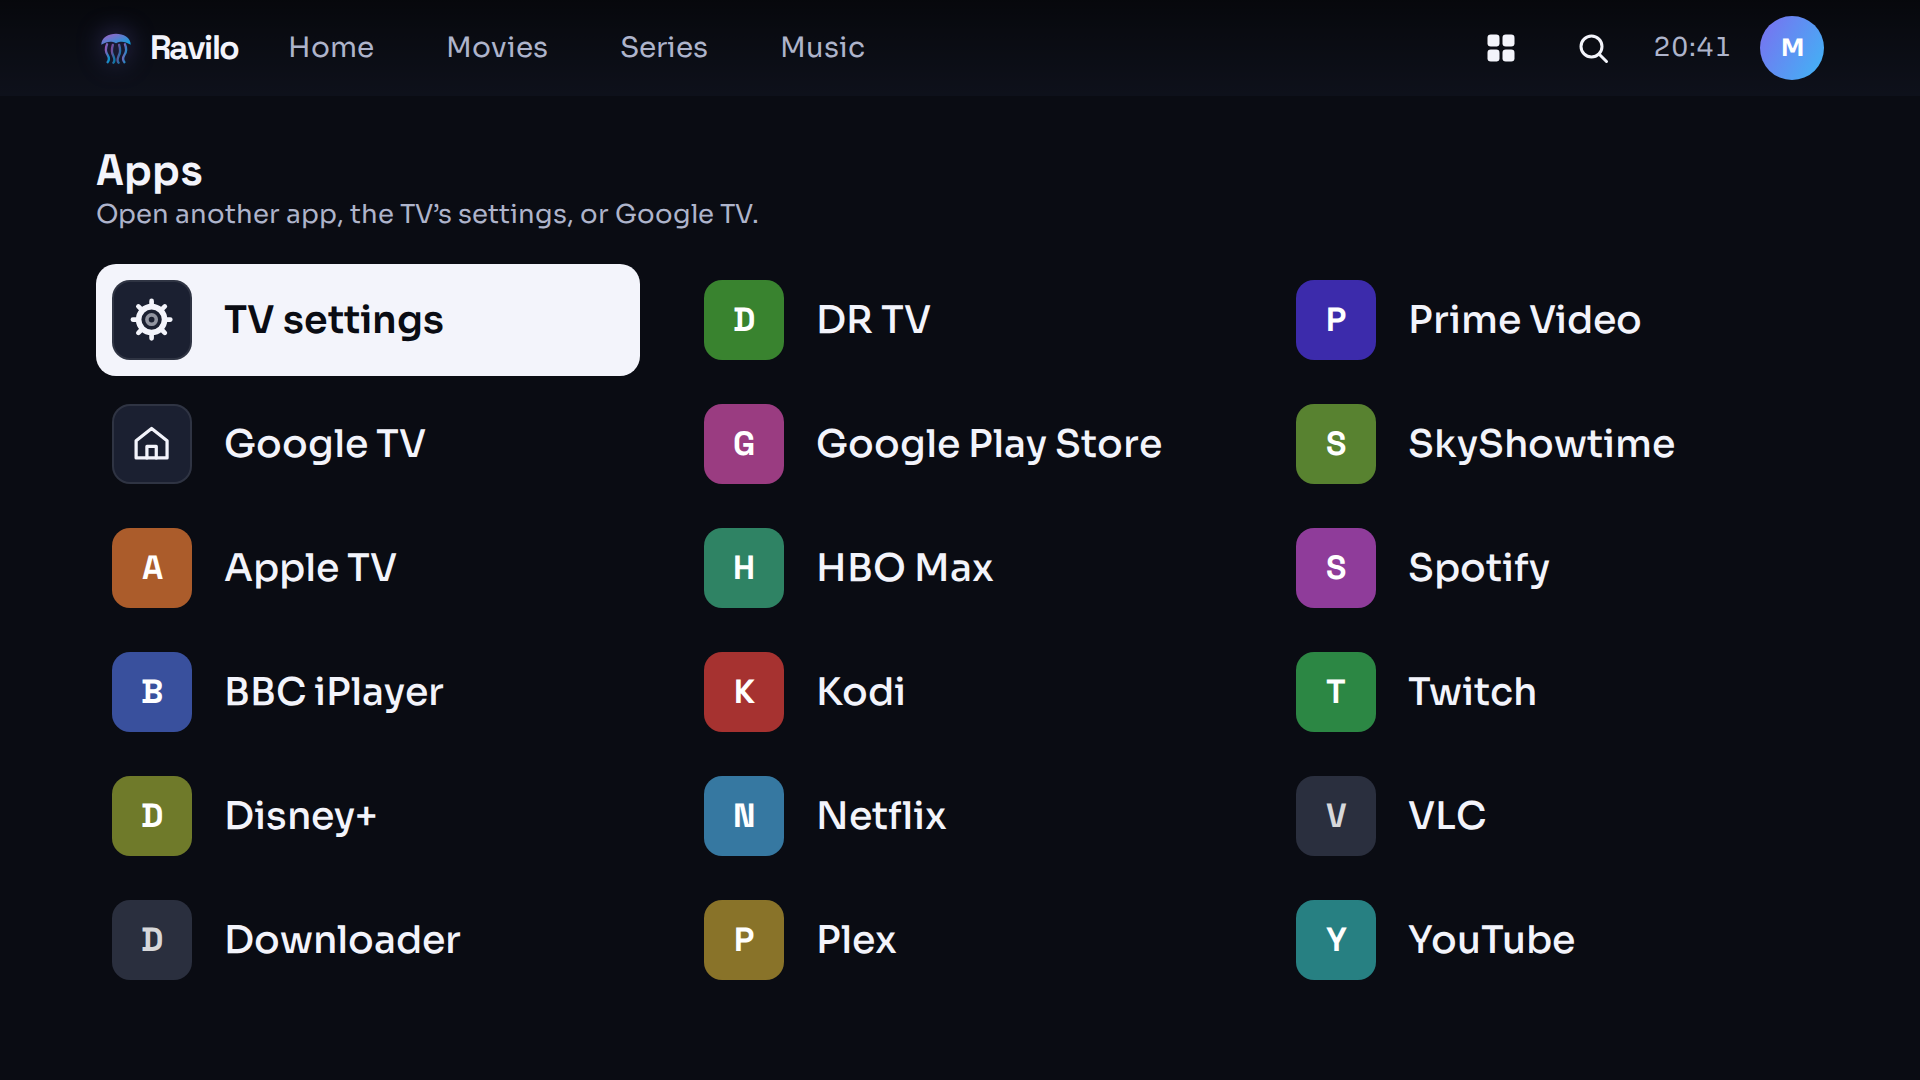 Ravilo Home Movies Series Music 20:41 M
Apps
Open another app, the TV’s settings, or Google TV.
TV settings
Google TV
A Apple TV
B BBC iPlayer
D Disney+
D Downloader
D DR TV
G Google Play Store
H HBO Max
K Kodi
N Netflix
P Plex
P Prime Video
S SkyShowtime
S Spotify
T Twitch
V VLC
Y YouTube